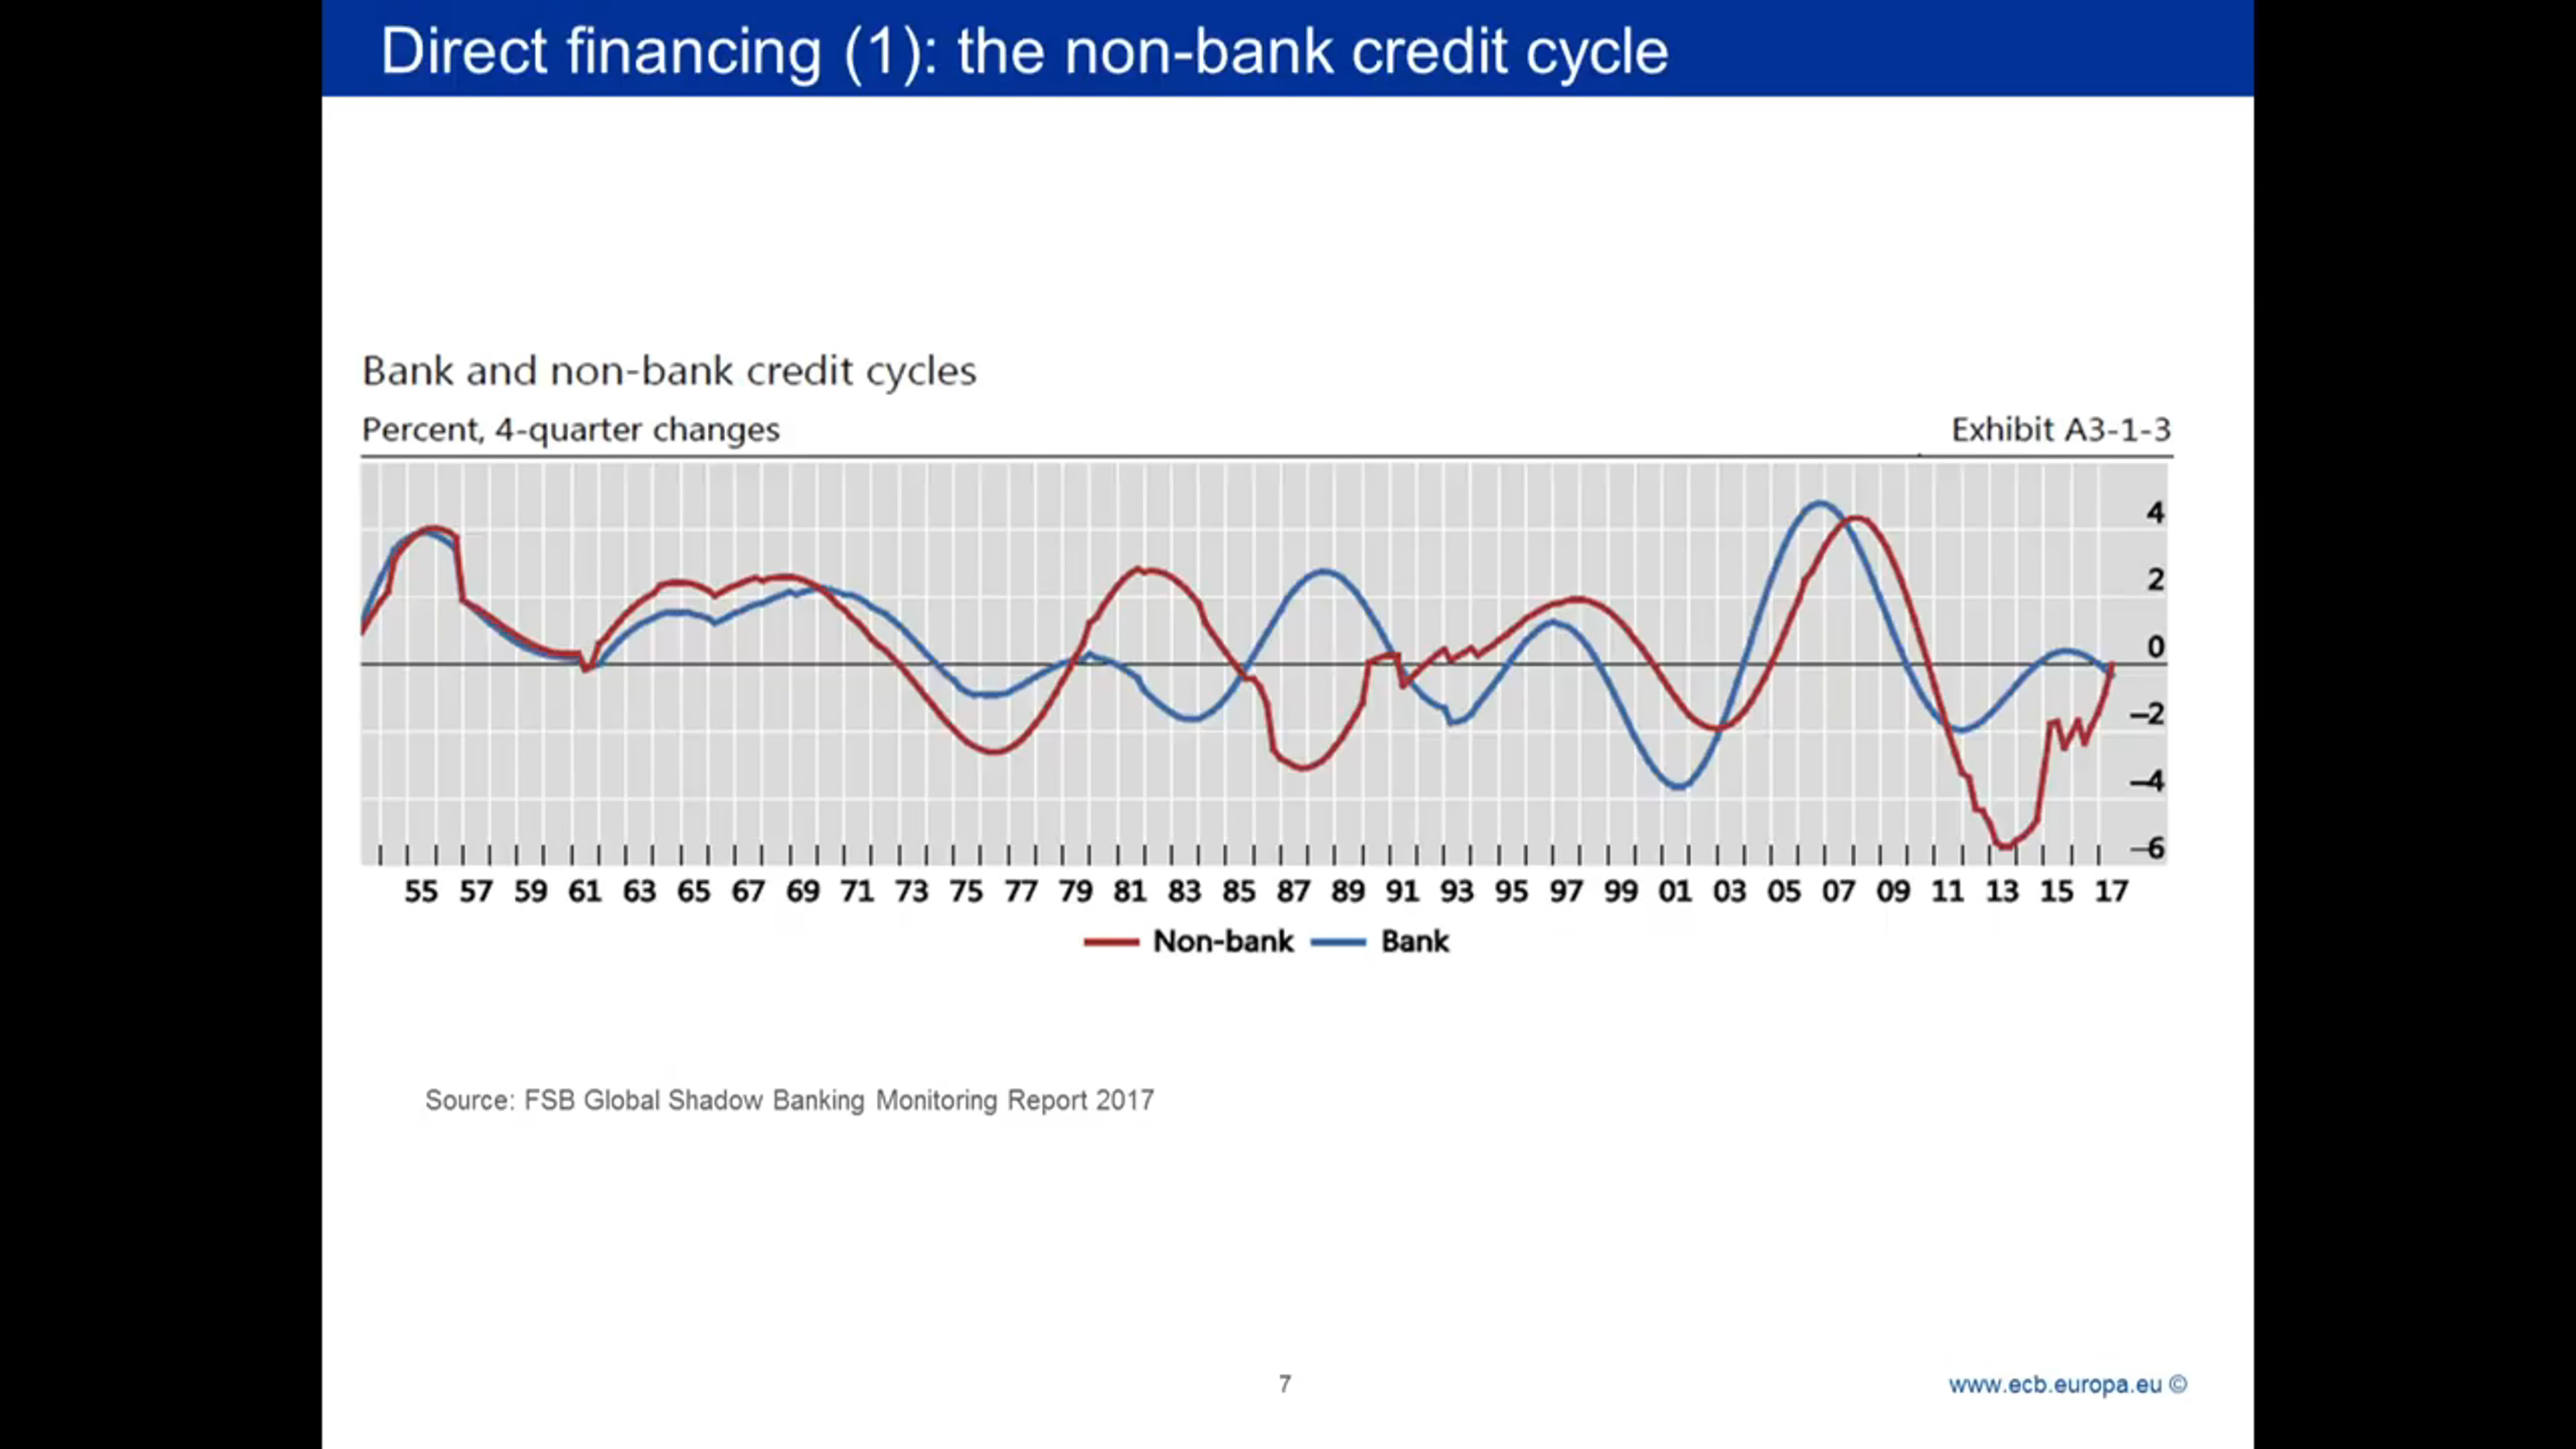 Direct financing (1): the non-bank credit cycle
Bank and non-bank credit cycles
Percent, 4-quarter changes
Exhibit A3-1-3
4
2
0
−2
−4
−6
55 57 59 61 63 65 67 69 71 73 75 77 79 81 83 85 87 89 91 93 95 97 99 01 03 05 07 09 11 13 15 17
Non-bank Bank
Source: FSB Global Shadow Banking Monitoring Report 2017
7
www.ecb.europa.eu ©